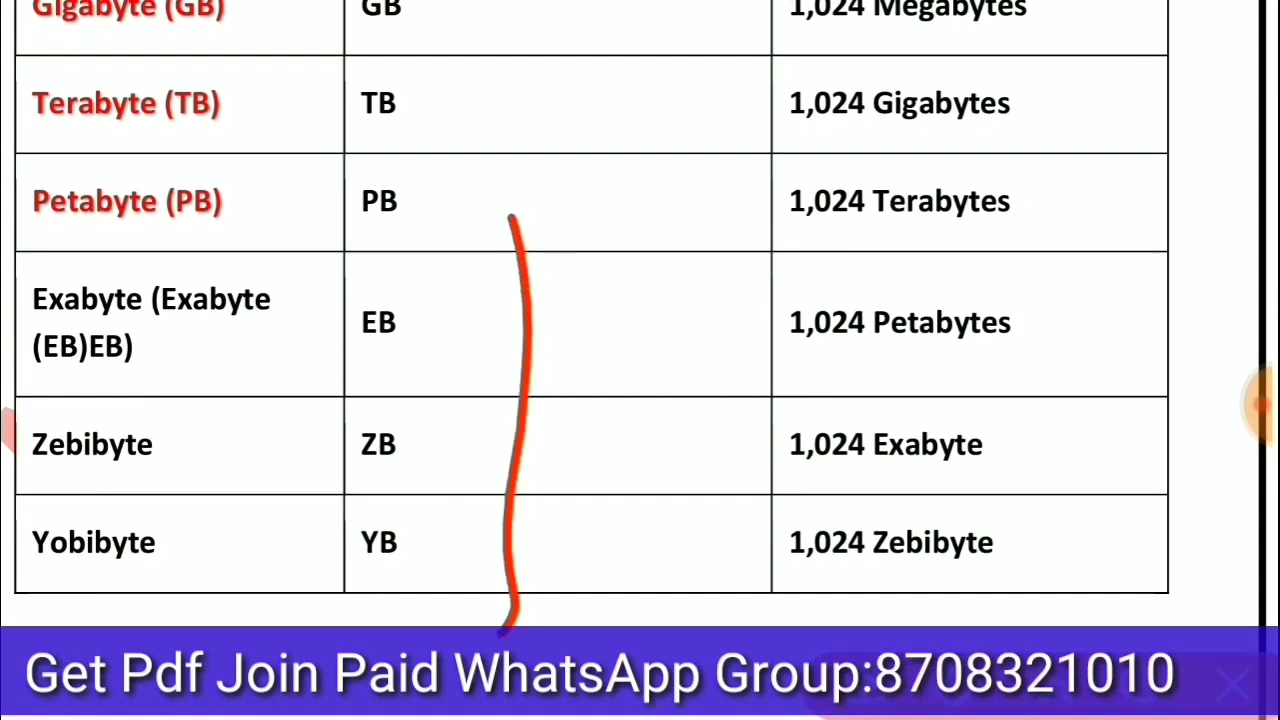 Gigabyte (GB) GB 1,024 Megabytes
Terabyte (TB) TB 1,024 Gigabytes
Petabyte (PB) PB 1,024 Terabytes
Exabyte (Exabyte
(EB)EB) EB 1,024 Petabytes
Zebibyte ZB 1,024 Exabyte
Yobibyte YB 1,024 Zebibyte
Get Pdf Join Paid WhatsApp Group:8708321010